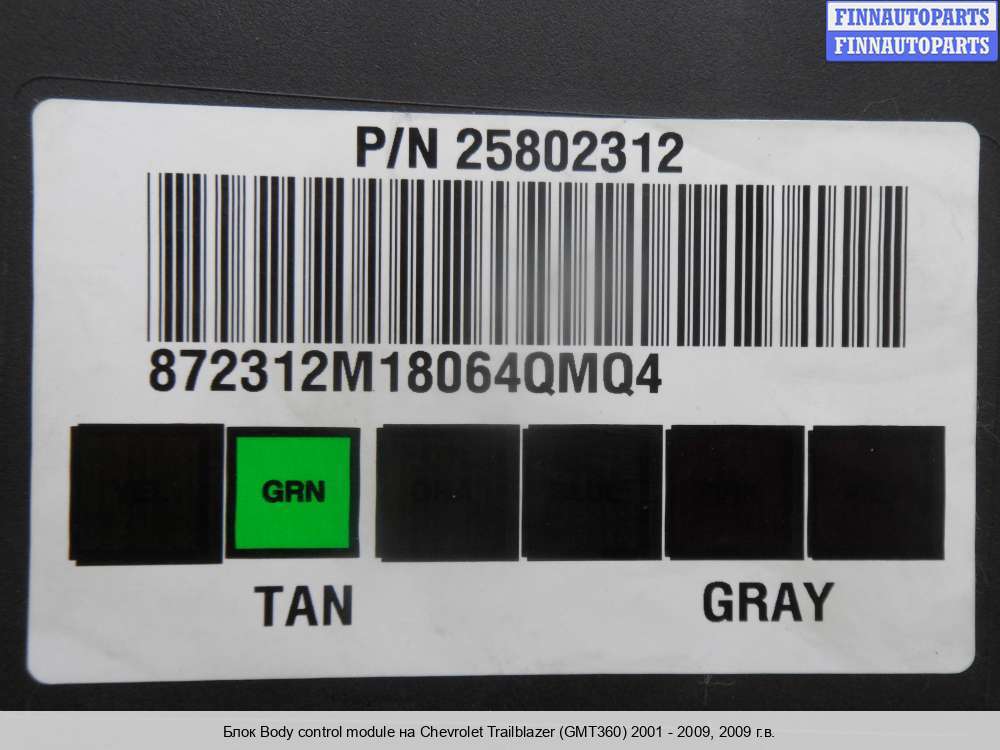 FINNAUTOPARTS
FINNAUTOPARTS
P/N 25802312
872312M18064QMQ4
GRN
TAN GRAY
Блок Body control module на Chevrolet Trailblazer (GMT360) 2001 - 2009, 2009 г.в.